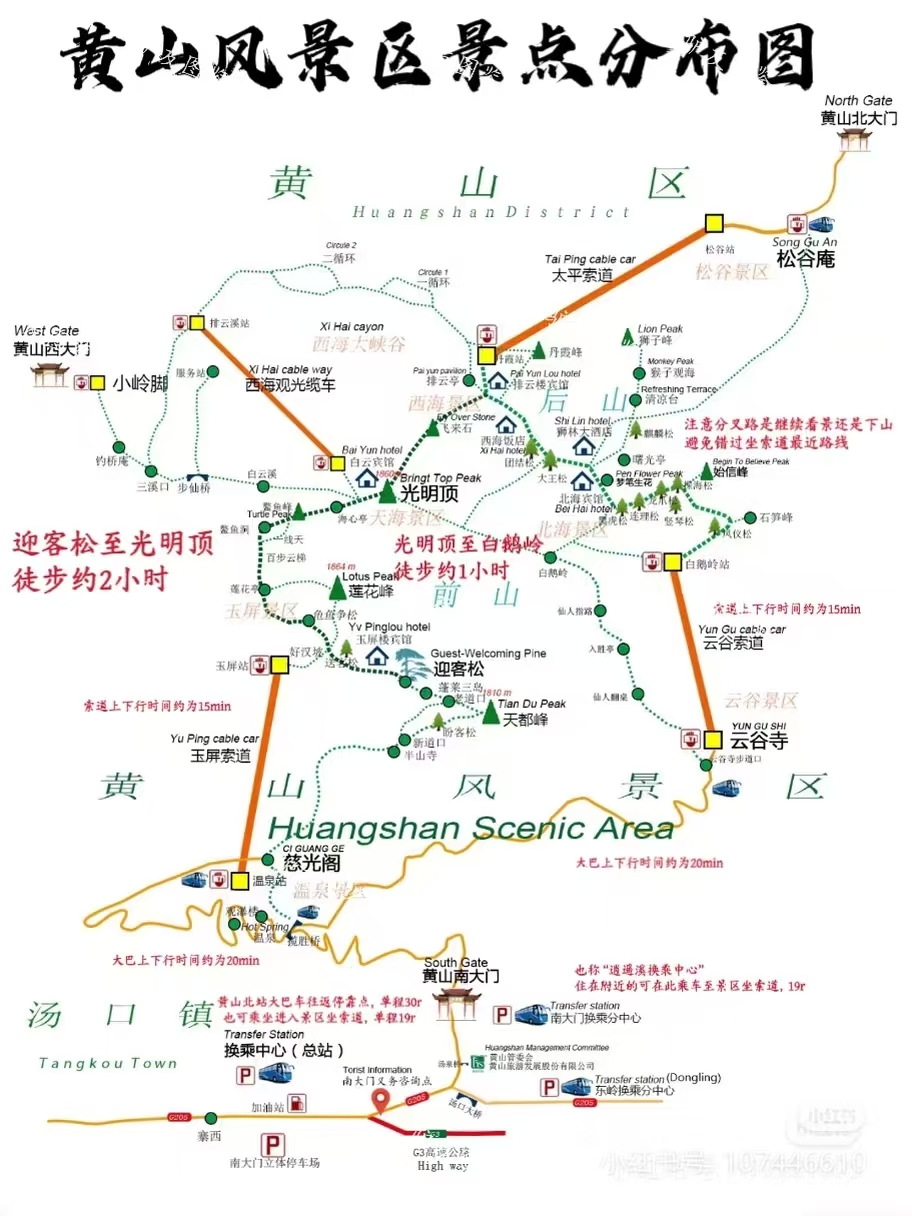 黄山风景区景点分布图
North Gate
黄山北大门
黄山区
Huangshan District
Song Gu An
松谷庵
松谷站
松谷景区
Tai Ping cable car
太平索道
Circule 2
二循环
Circule 1
一循环
West Gate
黄山西大门
小岭脚
排云溪站
服务站
Xi Hai cayon
西海大峡谷
Xi Hai cable way
西海观光缆车
丹霞站
丹霞峰
Lion Peak
狮子峰
Monkey Peak
猴子观海
Refreshing Terrace
清凉台
Pai yun pavilion
排云亭
Pai Yun Lou hotel
排云楼宾馆
西海景区
后山
Fly Over Stone
飞来石
西海饭店
Xi Hai hotel
团结松
Shi Lin hotel
狮林大酒店
麒麟松
注意分叉路是继续看景还是下山
避免错过坐索道最近路线
曙光亭
Begin To Believe Peak
始信峰
Pen Flower Peak
梦笔生花
探海松
龙爪松
大王松
北海宾馆
Bei Hai hotel
黑虎松
连理松
竖琴松
凤仪松
石笋峰
钓桥庵
三溪口
步仙桥
白云溪
Bai Yun hotel
白云宾馆
1860m
Bringt Top Peak
光明顶
天海景区
海心亭
鳌鱼峰
Turtle Peak
鳌鱼洞
一线天
百步云梯
北海景区
迎客松至光明顶
徒步约2小时
光明顶至白鹅岭
徒步约1小时
白鹅岭
白鹅岭站
1864 m
Lotus Peak
莲花峰
莲花亭
前山
玉屏景区
鱼龟争松
仙人指路
索道上下行时间约为15min
Yun Gu cable car
云谷索道
入胜亭
仙人翻桌
云谷景区
Yv Pinglou hotel
玉屏楼宾馆
好汉坡
送客松
玉屏站
Guest-Welcoming Pine
迎客松
蓬莱三岛
老道口
1810 m
Tian Du Peak
天都峰
盼客松
新道口
半山寺
索道上下行时间约为15min
Yu Ping cable car
玉屏索道
YUN GU SHI
云谷寺
云谷寺步道口
黄山风景区
Huangshan Scenic Area
CI GUANG GE
慈光阁
大巴上下行时间约为20min
温泉站
温泉景区
观瀑楼
Hot Spring
温泉
揽胜桥
大巴上下行时间约为20min
South Gate
黄山南大门
也称“逍遥溪换乘中心”
住在附近的可在此乘车至景区坐索道，19r
汤口镇
Tangkou Town
黄山北站大巴车往返停靠点，单程30r
也可乘坐进入景区坐索道，单程19r
Transfer Station
换乘中心（总站）
P
P
Transfer station
南大门换乘分中心
汤泉桥
Huangshan Management Committee
黄山管委会
黄山旅游发展股份有限公司
Torist Information
南大门义务咨询点
P
Transfer station (Dongling)
东岭换乘分中心
加油站
G205
G205
G205
汤口大桥
寨西
P
南大门立体停车场
G3高速公路
High way
小红书号: 107446610